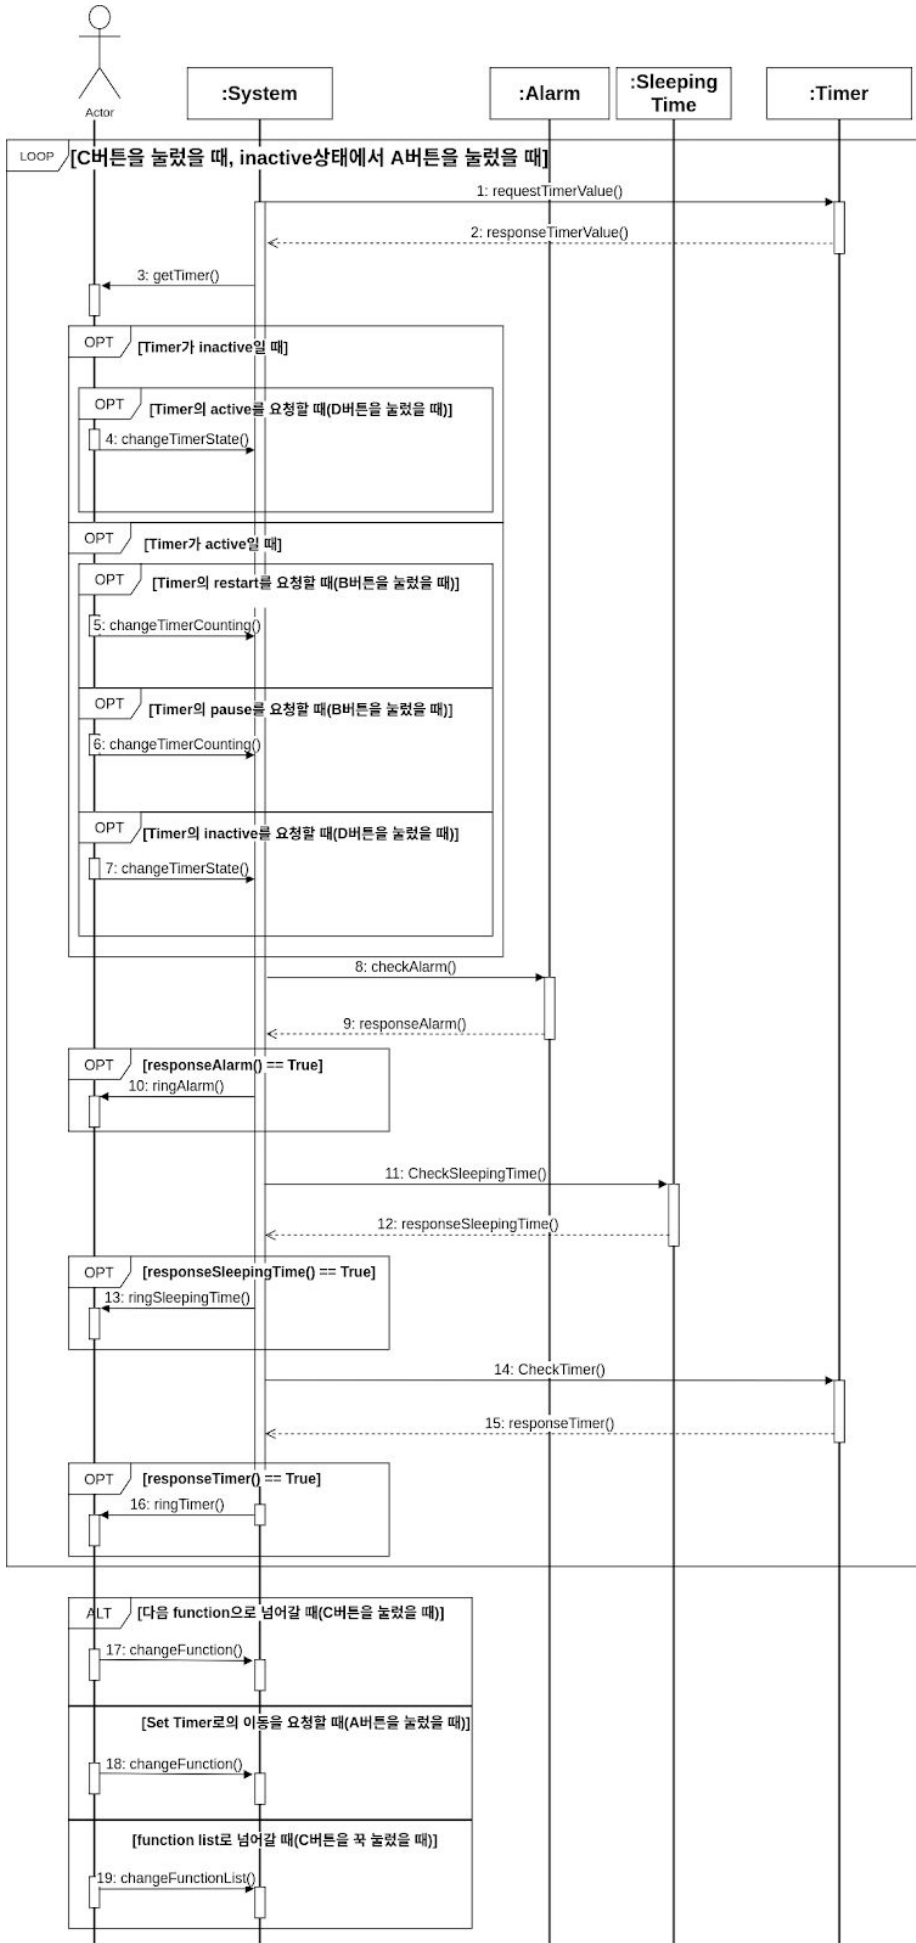 Actor
:System
:Alarm
:Sleeping
Time
:Timer
LOOP
[C버튼을 눌렀을 때, inactive상태에서 A버튼을 눌렀을 때]
1: requestTimerValue()
2: responseTimerValue()
3: getTimer()
OPT
[Timer가 inactive일 때]
OPT
[Timer의 active를 요청할 때(D버튼을 눌렀을 때)]
4: changeTimerState()
OPT
[Timer가 active일 때]
OPT
[Timer의 restart를 요청할 때(B버튼을 눌렀을 때)]
5: changeTimerCounting()
OPT
[Timer의 pause를 요청할 때(B버튼을 눌렀을 때)]
6: changeTimerCounting()
OPT
[Timer의 inactive를 요청할 때(D버튼을 눌렀을 때)]
7: changeTimerState()
8: checkAlarm()
9: responseAlarm()
OPT
[responseAlarm() == True]
10: ringAlarm()
11: CheckSleepingTime()
12: responseSleepingTime()
OPT
[responseSleepingTime() == True]
13: ringSleepingTime()
14: CheckTimer()
15: responseTimer()
OPT
[responseTimer() == True]
16: ringTimer()
ALT
[다음 function으로 넘어갈 때(C버튼을 눌렀을 때)]
17: changeFunction()
[Set Timer로의 이동을 요청할 때(A버튼을 눌렀을 때)]
18: changeFunction()
[function list로 넘어갈 때(C버튼을 꾹 눌렀을 때)]
19: changeFunctionList()